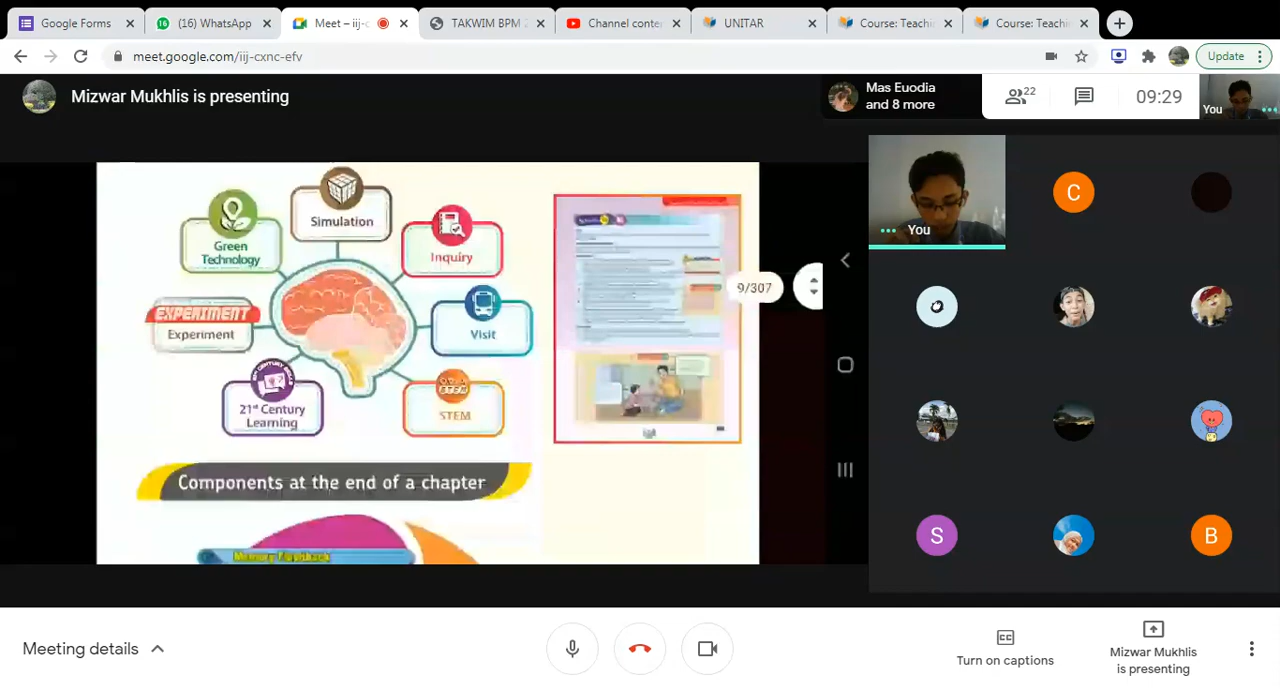 Google Forms
(16) WhatsApp
Meet – iij-c
TAKWIM BPM 2
Channel conte
UNITAR
Course: Teachi
Course: Teachi
meet.google.com/iij-cxnc-efv
Update
Mizwar Mukhlis is presenting
Mas Euodia
and 8 more
22
09:29
You
Simulation
Green
Technology
Inquiry
EXPERIMENT
Experiment
Visit
21st Century
Learning
STEM
9/307
Components at the end of a chapter
Memory Flashback
You
C
S
B
Meeting details
CC
Turn on captions
Mizwar Mukhlis
is presenting